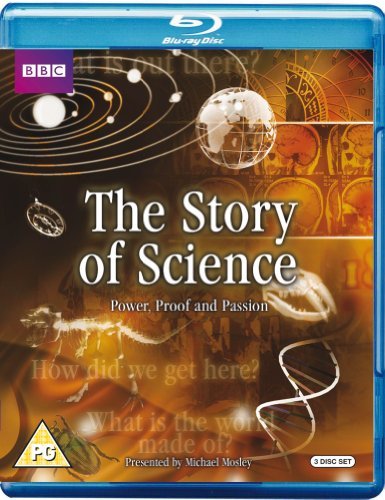 Blu-ray Disc
BBC
What is out there?
The Story
of Science
Power, Proof and Passion
How did we get here?
What is the world
made of?
PG
Presented by Michael Mosley
3 DISC SET